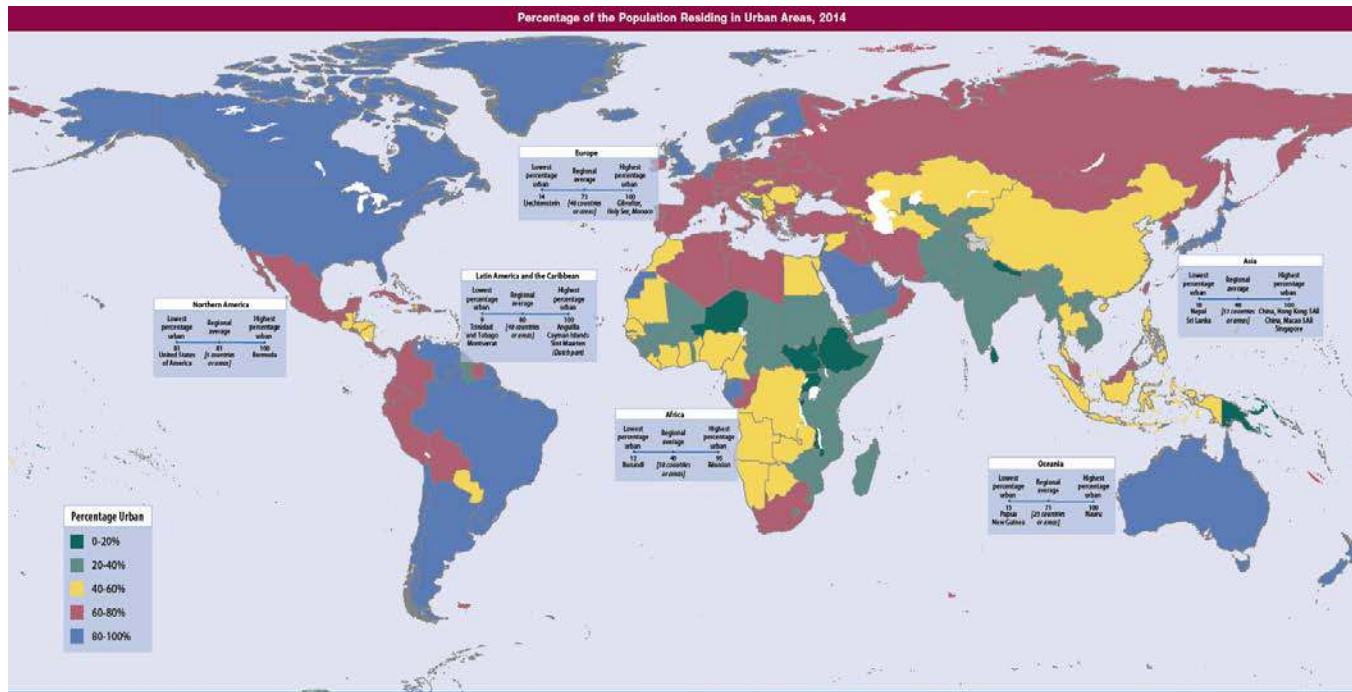 Percentage of the Population Residing in Urban Areas, 2014
Europe
Lowest Regional Highest
percentage average percentage
urban urban
14 73 100
Liechtenstein [48 countries Gibraltar,
or areas] Holy See, Monaco
Latin America and the Caribbean
Lowest Regional Highest
percentage average percentage
urban urban
9 80 100
Trinidad [48 countries Anguilla
and Tobago or areas] Cayman Islands
Montserrat Sint Maarten
(Dutch part)
Northern America
Lowest Regional Highest
percentage average percentage
urban urban
81 81 100
United States [5 countries Bermuda
of America or areas]
Asia
Lowest Regional Highest
percentage average percentage
urban urban
18 48 100
Nepal [51 countries China, Hong Kong SAR
Sri Lanka or areas] China, Macao SAR
Singapore
Africa
Lowest Regional Highest
percentage average percentage
urban urban
12 40 95
Burundi [58 countries Réunion
or areas]
Oceania
Lowest Regional Highest
percentage average percentage
urban urban
13 71 100
Papua [23 countries Nauru
New Guinea or areas]
Percentage Urban
0-20%
20-40%
40-60%
60-80%
80-100%